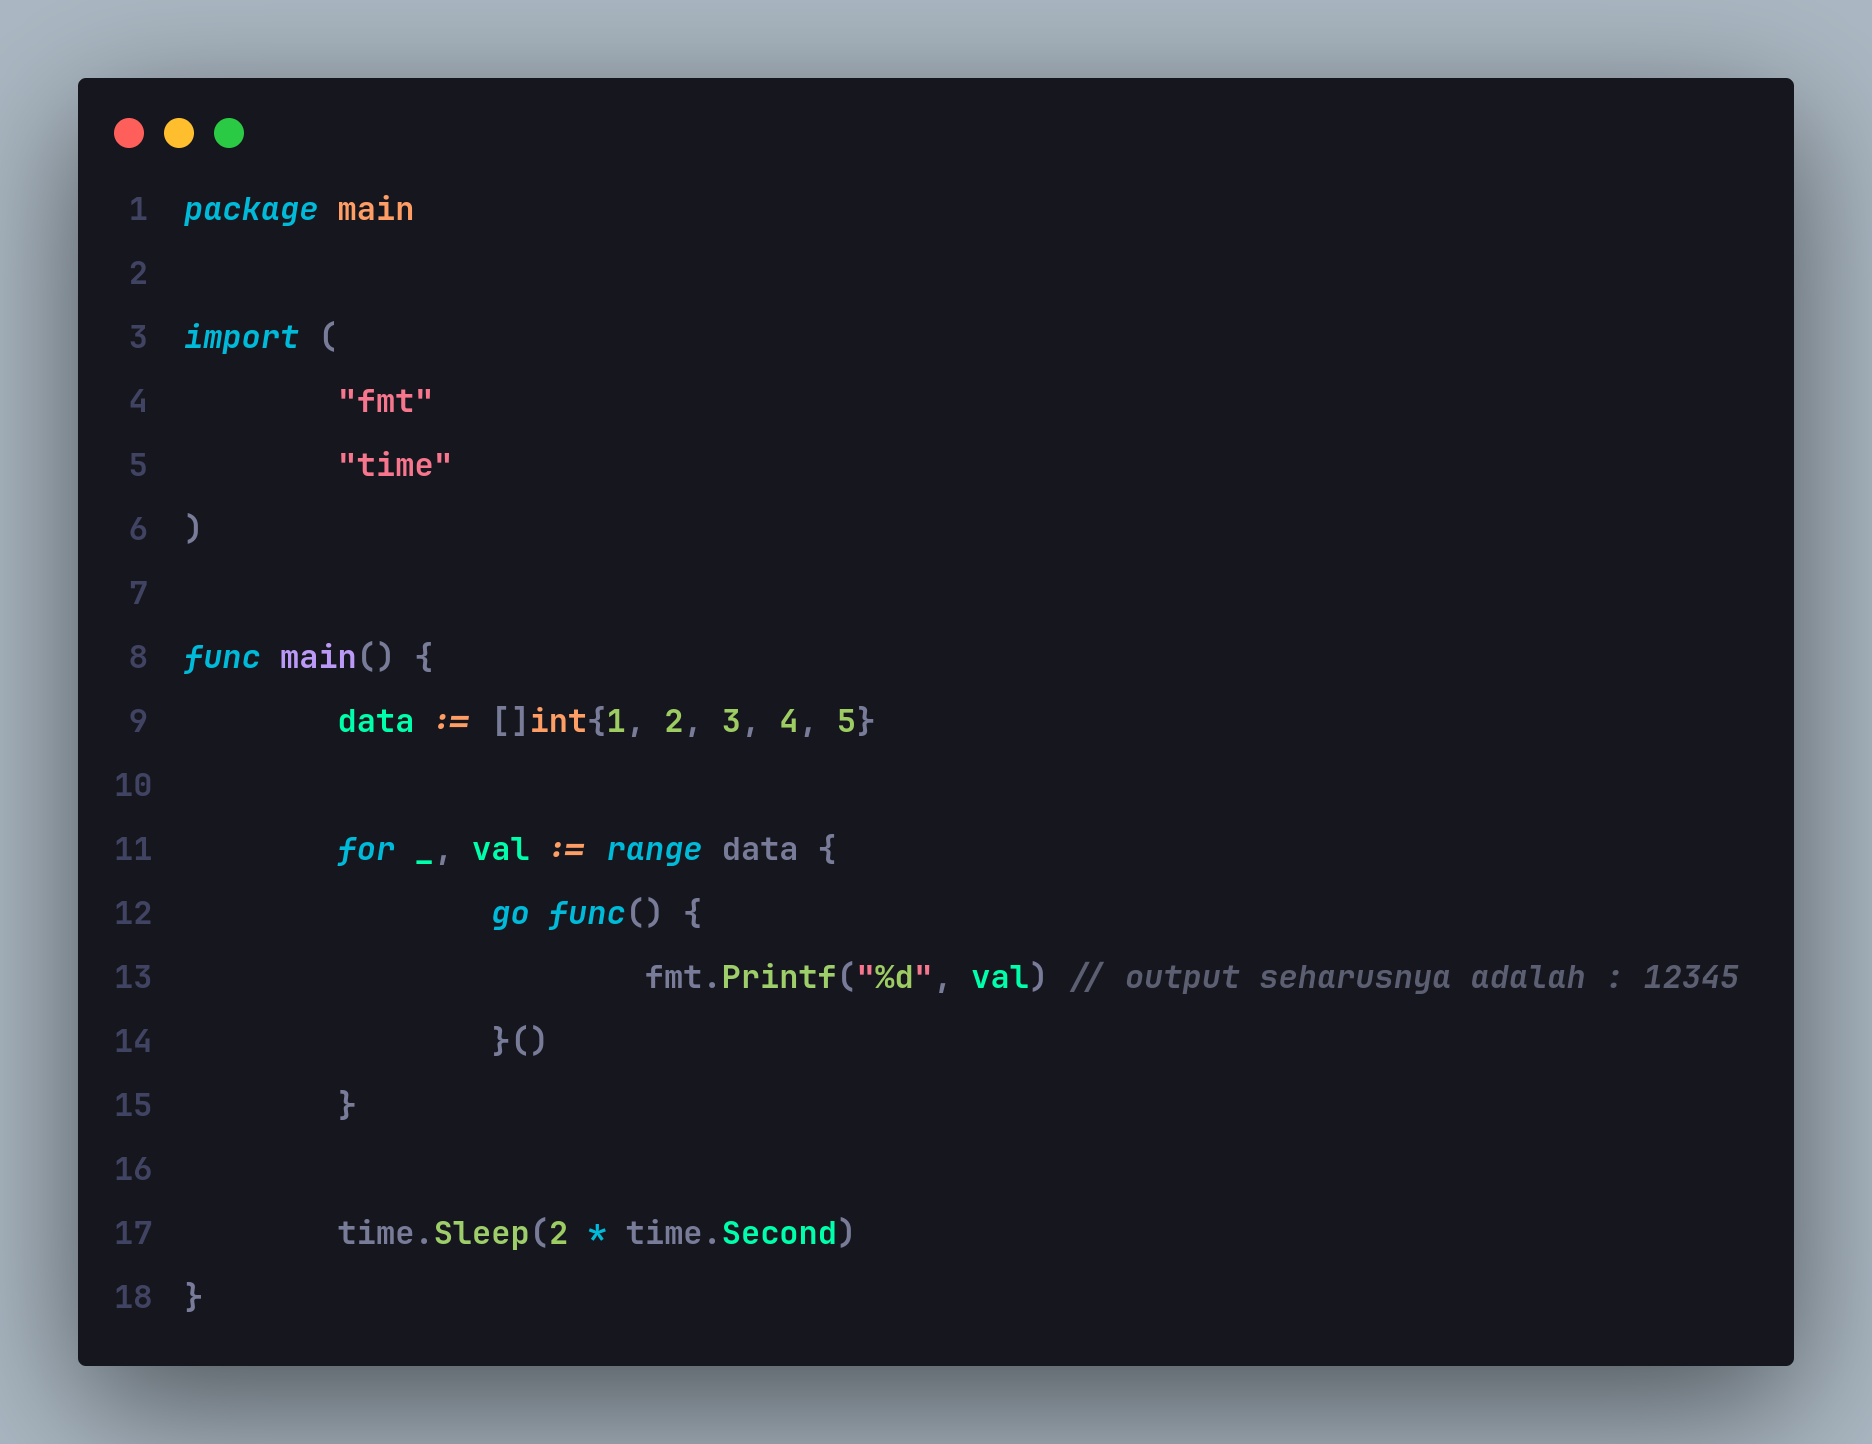 1 package main
2
3 import (
4 "fmt"
5 "time"
6 )
7
8 func main() {
9 data := []int{1, 2, 3, 4, 5}
10
11 for _, val := range data {
12 go func() {
13 fmt.Printf("%d", val) // output seharusnya adalah : 12345
14 }()
15 }
16
17 time.Sleep(2 * time.Second)
18 }